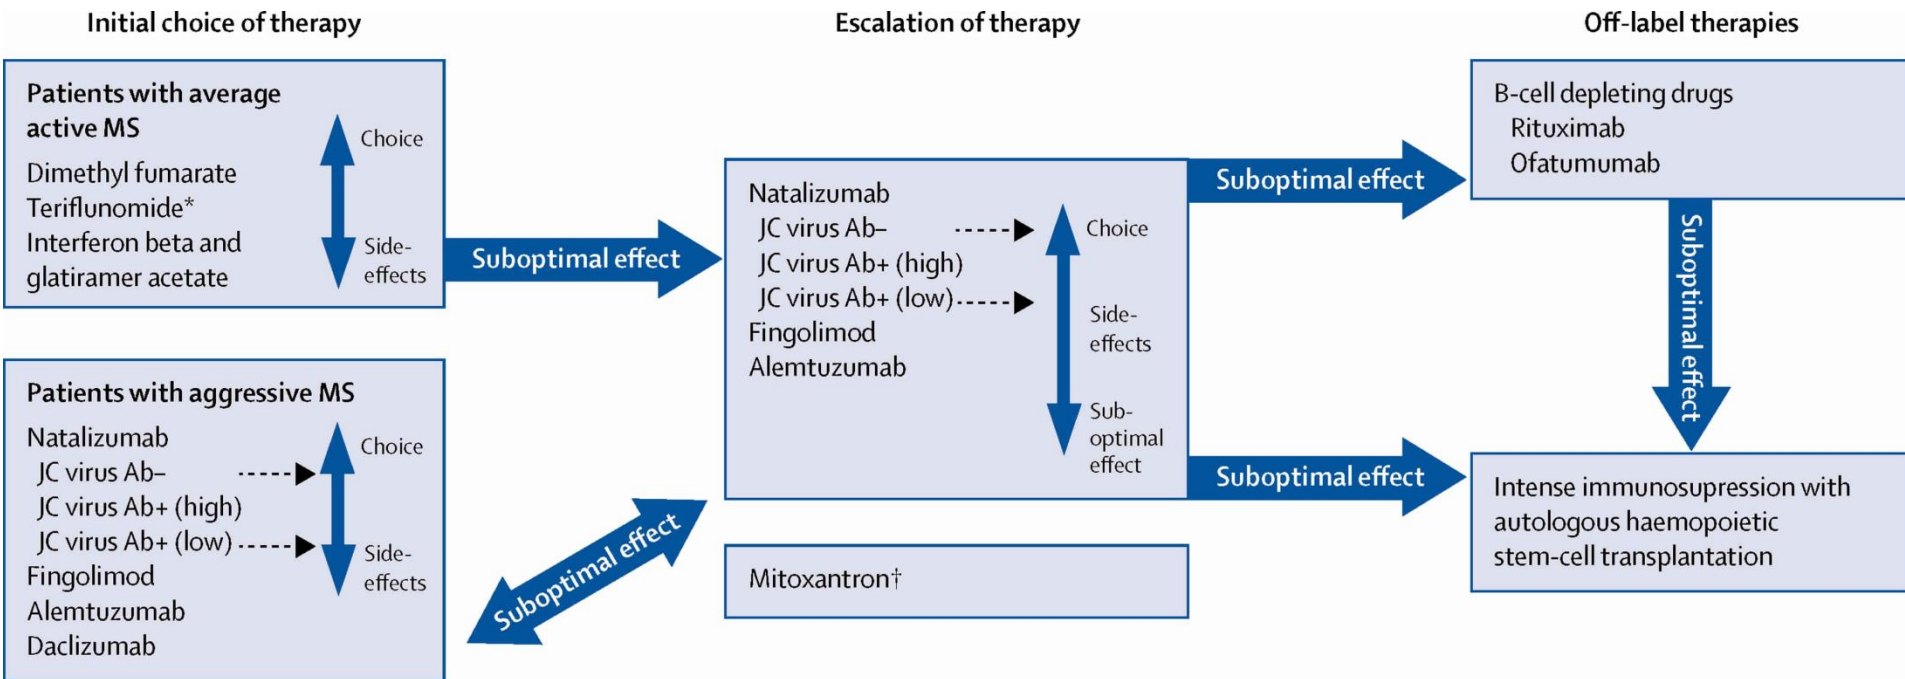 Initial choice of therapy
Patients with average
active MS
Dimethyl fumarate
Teriflunomide*
Interferon beta and
glatiramer acetate
Choice
Side-
effects
Suboptimal effect
Patients with aggressive MS
Natalizumab
JC virus Ab–
JC virus Ab+ (high)
JC virus Ab+ (low)
Fingolimod
Alemtuzumab
Daclizumab
Choice
Side-
effects
Suboptimal effect
Escalation of therapy
Natalizumab
JC virus Ab–
JC virus Ab+ (high)
JC virus Ab+ (low)
Fingolimod
Alemtuzumab
Choice
Side-
effects
Sub-
optimal
effect
Mitoxantron†
Suboptimal effect
Suboptimal effect
Off-label therapies
B-cell depleting drugs
Rituximab
Ofatumumab
Suboptimal effect
Intense immunosupression with
autologous haemopoietic
stem-cell transplantation